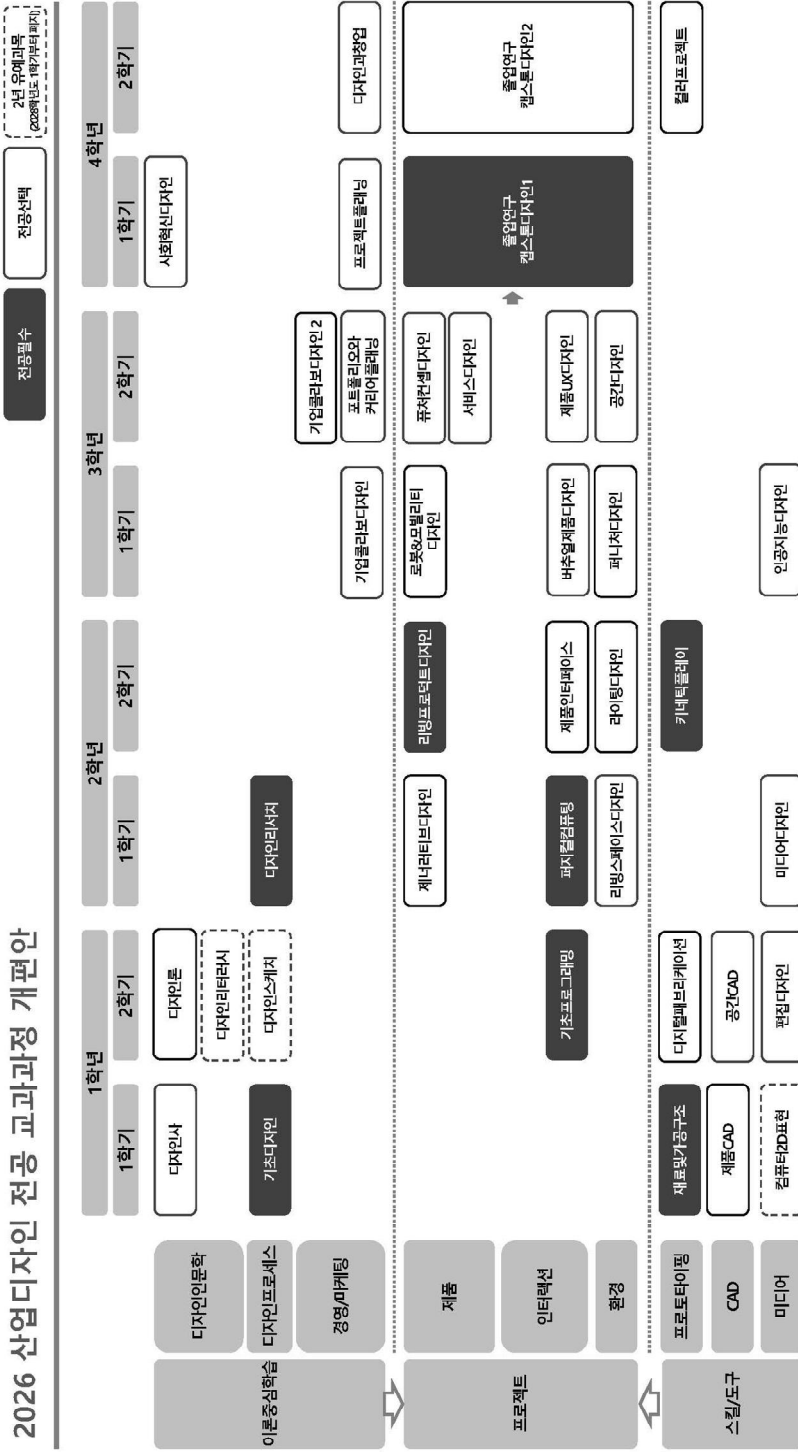 2026 산업디자인 전공 교과과정 개편안
전공필수
전공선택
2년 유예과목
(2028학년도 1학기부터 폐지)
1학년
2학년
3학년
4학년
1학기
2학기
1학기
2학기
1학기
2학기
1학기
2학기
이론중심학습
디자인인문학
디자인사
디자인론
사회혁신디자인
디자인리터러시
디자인프로세스
기초디자인
디자인스케치
디자인리서치
경영/마케팅
기업콜라보디자인 2
기업콜라보디자인
포트폴리오와
커리어플래닝
프로젝트플래닝
디자인과창업
프로젝트
제품
제너러티브디자인
리빙프로덕트디자인
로봇&모빌리티
디자인
퓨처컨셉디자인
서비스디자인
졸업연구
캡스톤디자인1
졸업연구
캡스톤디자인2
인터랙션
기초프로그래밍
피지컬컴퓨팅
제품인터페이스
버추얼제품디자인
제품UX디자인
환경
리빙스페이스디자인
라이팅디자인
퍼니처디자인
공간디자인
스킬/도구
프로토타이핑
재료및가공구조
디지털패브리케이션
키네틱플레이
컬러프로젝트
CAD
제품CAD
공간CAD
미디어
컴퓨터2D표현
편집디자인
미디어디자인
인공지능디자인